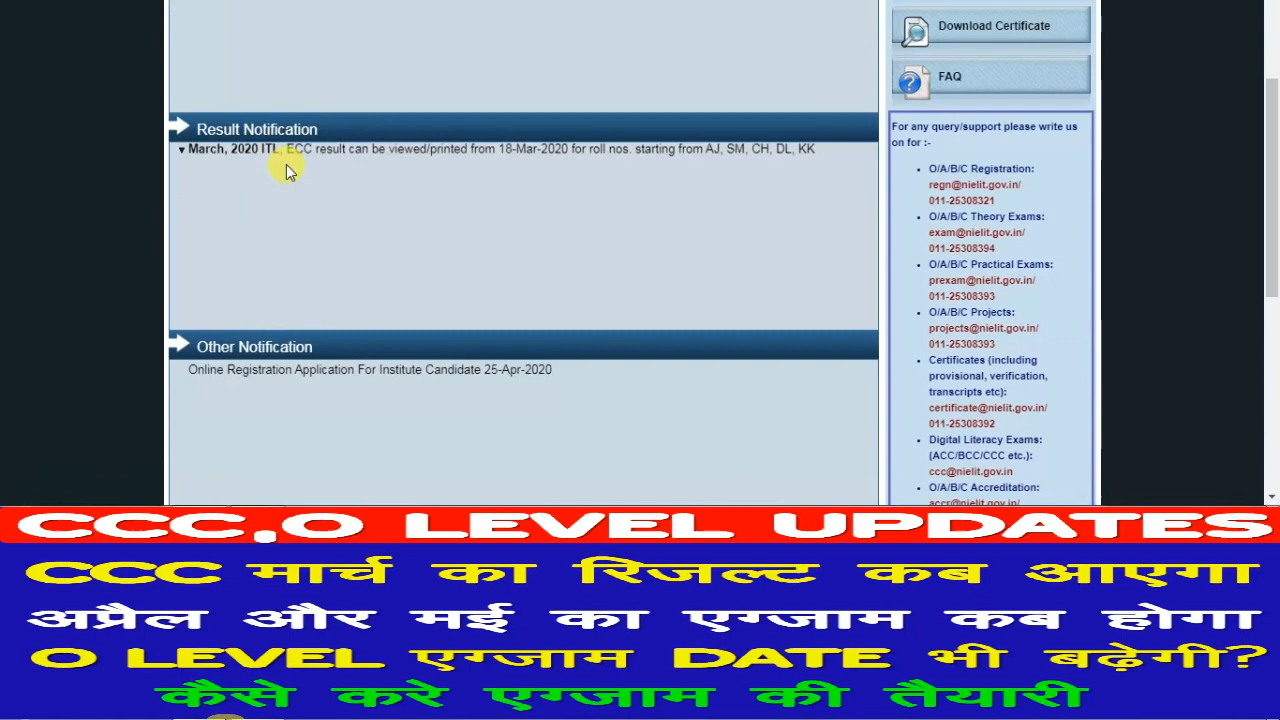 Download Certificate
FAQ
Result Notification
March, 2020 ITL, ECC result can be viewed/printed from 18-Mar-2020 for roll nos. starting from AJ, SM, CH, DL, KK
Other Notification
Online Registration Application For Institute Candidate 25-Apr-2020
For any query/support please write us
on for :-
O/A/B/C Registration:
regn@nielit.gov.in/
011-25308321
O/A/B/C Theory Exams:
exam@nielit.gov.in/
011-25308394
O/A/B/C Practical Exams:
prexam@nielit.gov.in/
011-25308393
O/A/B/C Projects:
projects@nielit.gov.in/
011-25308393
Certificates (including
provisional, verification,
transcripts etc):
certificate@nielit.gov.in/
011-25308392
Digital Literacy Exams:
(ACC/BCC/CCC etc.):
ccc@nielit.gov.in
O/A/B/C Accreditation:
accr@nielit.gov.in/
CCC,O LEVEL UPDATES
CCC मार्च का रिजल्ट कब आएगा
अप्रैल और मई का एग्जाम कब होगा
O LEVEL एग्जाम DATE भी बढ़ेगी?
कैसे करे एग्जाम की तैयारी